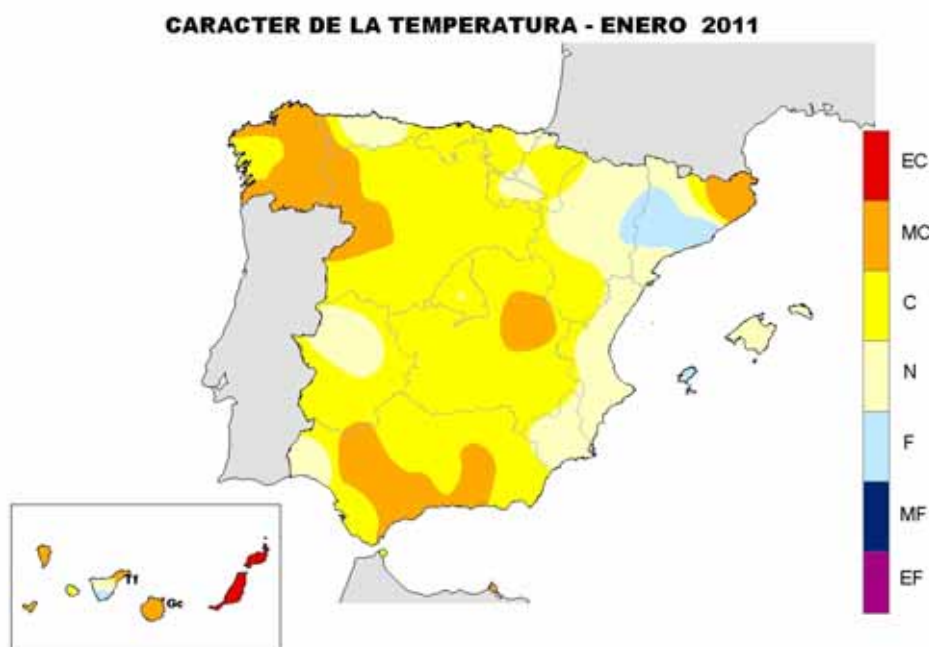 CARACTER DE LA TEMPERATURA - ENERO 2011
EC
MC
C
N
F
MF
EF
Tf
Gc